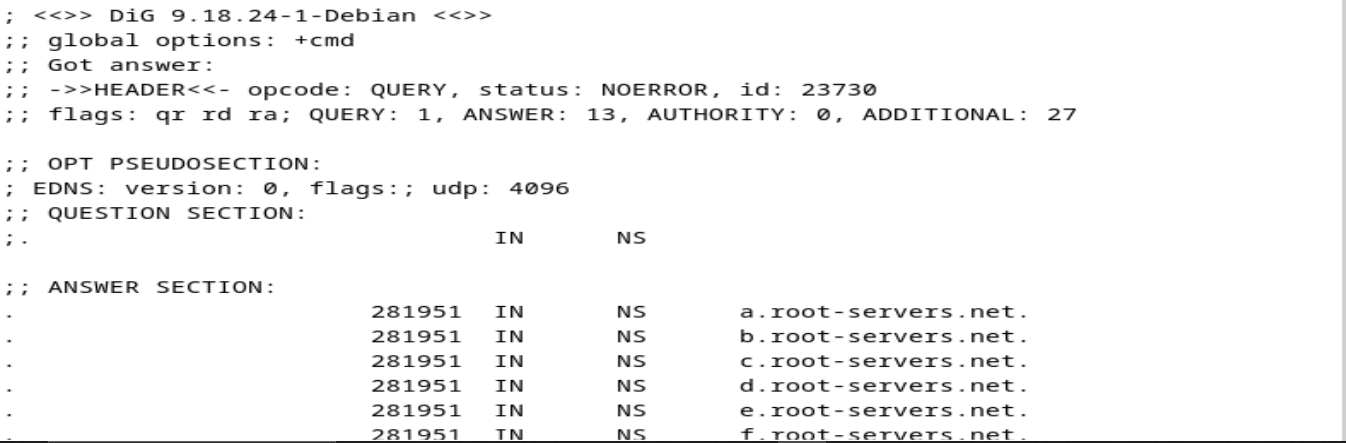 ; <<>> DiG 9.18.24-1-Debian <<>>
;; global options: +cmd
;; Got answer:
;; ->>HEADER<<- opcode: QUERY, status: NOERROR, id: 23730
;; flags: qr rd ra; QUERY: 1, ANSWER: 13, AUTHORITY: 0, ADDITIONAL: 27

;; OPT PSEUDOSECTION:
; EDNS: version: 0, flags:; udp: 4096
;; QUESTION SECTION:
;.				IN	NS

;; ANSWER SECTION:
.			281951	IN	NS	a.root-servers.net.
.			281951	IN	NS	b.root-servers.net.
.			281951	IN	NS	c.root-servers.net.
.			281951	IN	NS	d.root-servers.net.
.			281951	IN	NS	e.root-servers.net.
.			281951	IN	NS	f.root-servers.net.